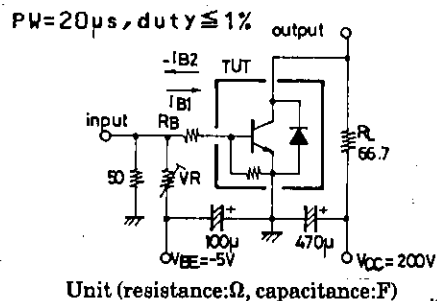 PW=20μs, duty≦1%
output
-IB2
TUT
IB1
input
RB
RL
66.7
50
VR
+
+
100μ
470μ
VBE=-5V
VCC=200V
Unit (resistance:Ω, capacitance:F)